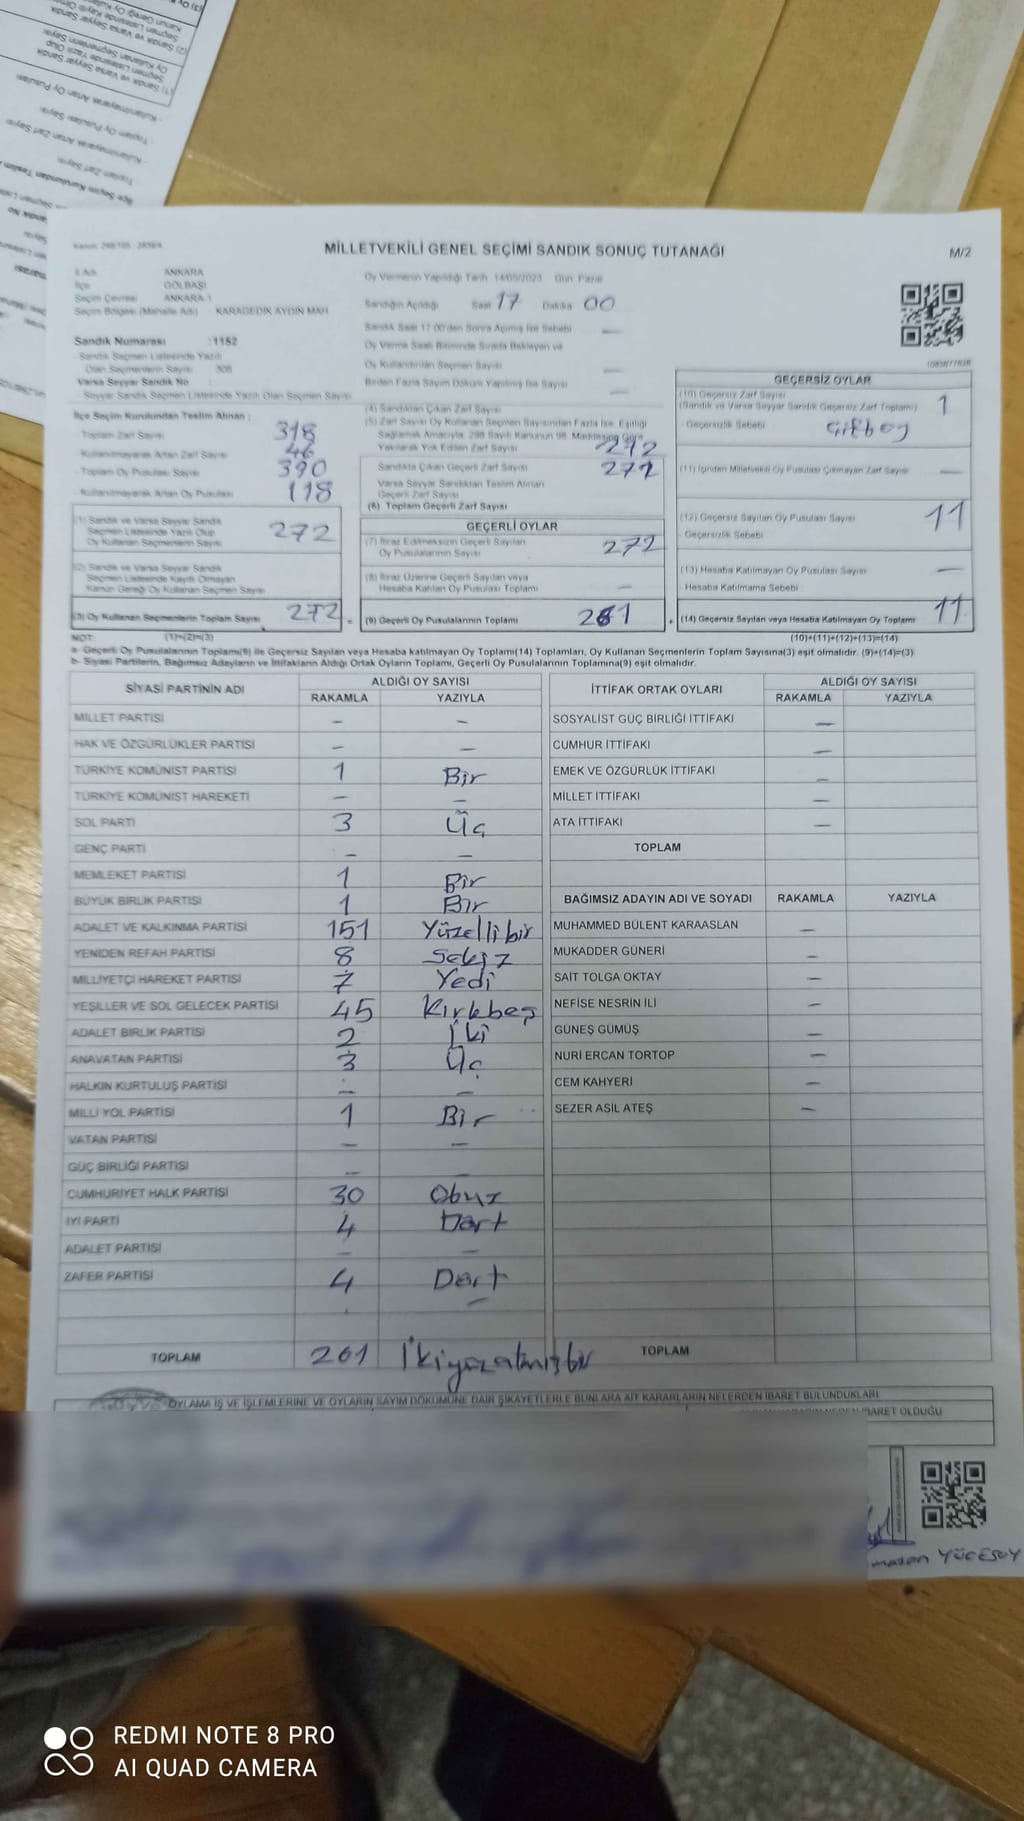 MİLLETVEKİLİ GENEL SEÇİMİ SANDIK SONUÇ TUTANAĞI
M/2
İl Adı ANKARA
İlçe GÖLBAŞI
Seçim Çevresi ANKARA-1
Seçim Bölgesi (Mahalle Adı) KARAGEDİK AYDIN MAH.
Oy Vermenin Yapıldığı Tarih 14/05/2023 Gün: Pazar
Sandığın Açıldığı Saat 17 Dakika 00
Sandık Saat 17:00'den Sonra Açılmış İse Sebebi —
Oy Verme Saati Bitiminde Sırada Bekleyen ve
Oy Kullandırılan Seçmen Sayısı —
Birden Fazla Sayım Döküm Yapılmış İse Sayısı —
Sandık Numarası :1152
Sandık Seçmen Listesinde Yazılı
Olan Seçmenlerin Sayısı 308
Varsa Seyyar Sandık No :
Seyyar Sandık Seçmen Listesinde Yazılı Olan Seçmen Sayısı
İlçe Seçim Kurulundan Teslim Alınan :
- Toplam Zarf Sayısı 318
- Kullanılmayarak Artan Zarf Sayısı 46
- Toplam Oy Pusulası Sayısı 390
- Kullanılmayarak Artan Oy Pusulası 118
(1) Sandık ve Varsa Seyyar Sandık
Seçmen Listesinde Yazılı Olup
Oy Kullanan Seçmenlerin Sayısı 272
(2) Sandık ve Varsa Seyyar Sandık
Seçmen Listesinde Kayıtlı Olmayan
Kanun Gereği Oy Kullanan Seçmen Sayısı
(3) Oy Kullanan Seçmenlerin Toplam Sayısı 272
(4) Sandıktan Çıkan Zarf Sayısı
(5) Zarf Sayısı Oy Kullanan Seçmen Sayısından Fazla İse, Eşitliği
Sağlamak Amacıyla, 298 Sayılı Kanunun 98. Maddesine Göre
Yakılarak Yok Edilen Zarf Sayısı 272
Sandıkta Çıkan Geçerli Zarf Sayısı 272
Varsa Seyyar Sandıktan Teslim Alınan
Geçerli Zarf Sayısı
(6) Toplam Geçerli Zarf Sayısı
GEÇERLİ OYLAR
(7) İtiraz Edilmeksizin Geçerli Sayılan
Oy Pusulalarının Sayısı 272
(8) İtiraz Üzerine Geçerli Sayılan veya
Hesaba Katılan Oy Pusulası Toplamı —
(9) Geçerli Oy Pusulalarının Toplamı 261
GEÇERSİZ OYLAR
(10) Geçersiz Zarf Sayısı
(Sandık ve Varsa Seyyar Sandık Geçersiz Zarf Toplamı) 1
- Geçersizlik Sebebi
(11) İçinden Milletvekili Oy Pusulası Çıkmayan Zarf Sayısı —
(12) Geçersiz Sayılan Oy Pusulası Sayısı 11
- Geçersizlik Sebebi
(13) Hesaba Katılmayan Oy Pusulası Sayısı —
Hesaba Katılmama Sebebi
(14) Geçersiz Sayılan veya Hesaba Katılmayan Oy Toplamı 11
NOT: (1)+(2)=(3) (10)+(11)+(12)+(13)=(14)
a- Geçerli Oy Pusulalarının Toplamı(9) ile Geçersiz Sayılan veya Hesaba katılmayan Oy Toplamı(14) Toplamları, Oy Kullanan Seçmenlerin Toplam Sayısına(3) eşit olmalıdır. (9)+(14)=(3)
b- Siyasi Partilerin, Bağımsız Adayların ve İttifakların Aldığı Ortak Oyların Toplamı, Geçerli Oy Pusulalarının Toplamına(9) eşit olmalıdır.
SİYASİ PARTİNİN ADI ALDIĞI OY SAYISI
RAKAMLA YAZIYLA
MİLLET PARTİSİ — —
HAK VE ÖZGÜRLÜKLER PARTİSİ — —
TÜRKİYE KOMÜNİST PARTİSİ 1 Bir
TÜRKİYE KOMÜNİST HAREKETİ — —
SOL PARTİ 3 Üç
GENÇ PARTİ — —
MEMLEKET PARTİSİ 1 Bir
BÜYÜK BİRLİK PARTİSİ 1 Bir
ADALET VE KALKINMA PARTİSİ 151 Yüzellibir
YENİDEN REFAH PARTİSİ 8 Sekiz
MİLLİYETÇİ HAREKET PARTİSİ 7 Yedi
YEŞİLLER VE SOL GELECEK PARTİSİ 45 Kırkbeş
ADALET BİRLİK PARTİSİ 2 İki
ANAVATAN PARTİSİ 3 Üç
HALKIN KURTULUŞ PARTİSİ — —
MİLLİ YOL PARTİSİ 1 Bir
VATAN PARTİSİ — —
GÜÇ BİRLİĞİ PARTİSİ — —
CUMHURİYET HALK PARTİSİ 30 Otuz
İYİ PARTİ 4 Dört
ADALET PARTİSİ — —
ZAFER PARTİSİ 4 Dört
TOPLAM 261 İkiyüzatmışbir
İTTİFAK ORTAK OYLARI ALDIĞI OY SAYISI
RAKAMLA YAZIYLA
SOSYALİST GÜÇ BİRLİĞİ İTTİFAKI —
CUMHUR İTTİFAKI —
EMEK VE ÖZGÜRLÜK İTTİFAKI —
MİLLET İTTİFAKI —
ATA İTTİFAKI —
TOPLAM
BAĞIMSIZ ADAYIN ADI VE SOYADI RAKAMLA YAZIYLA
MUHAMMED BÜLENT KARAASLAN —
MUKADDER GÜNERİ —
SAİT TOLGA OKTAY —
NEFİSE NESRİN İLİ —
GÜNEŞ GÜMÜŞ —
NURİ ERCAN TORTOP —
CEM KAHYERİ —
SEZER ASİL ATEŞ —
TOPLAM
OYLAMA İŞ VE İŞLEMLERİNE VE OYLARIN SAYIM DÖKÜMÜNE DAİR ŞİKAYETLERLE BUNLARA AİT KARARLARIN NELERDEN İBARET BULUNDUKLARI
İBARET OLDUĞU
YÜCESOY
REDMI NOTE 8 PRO
AI QUAD CAMERA